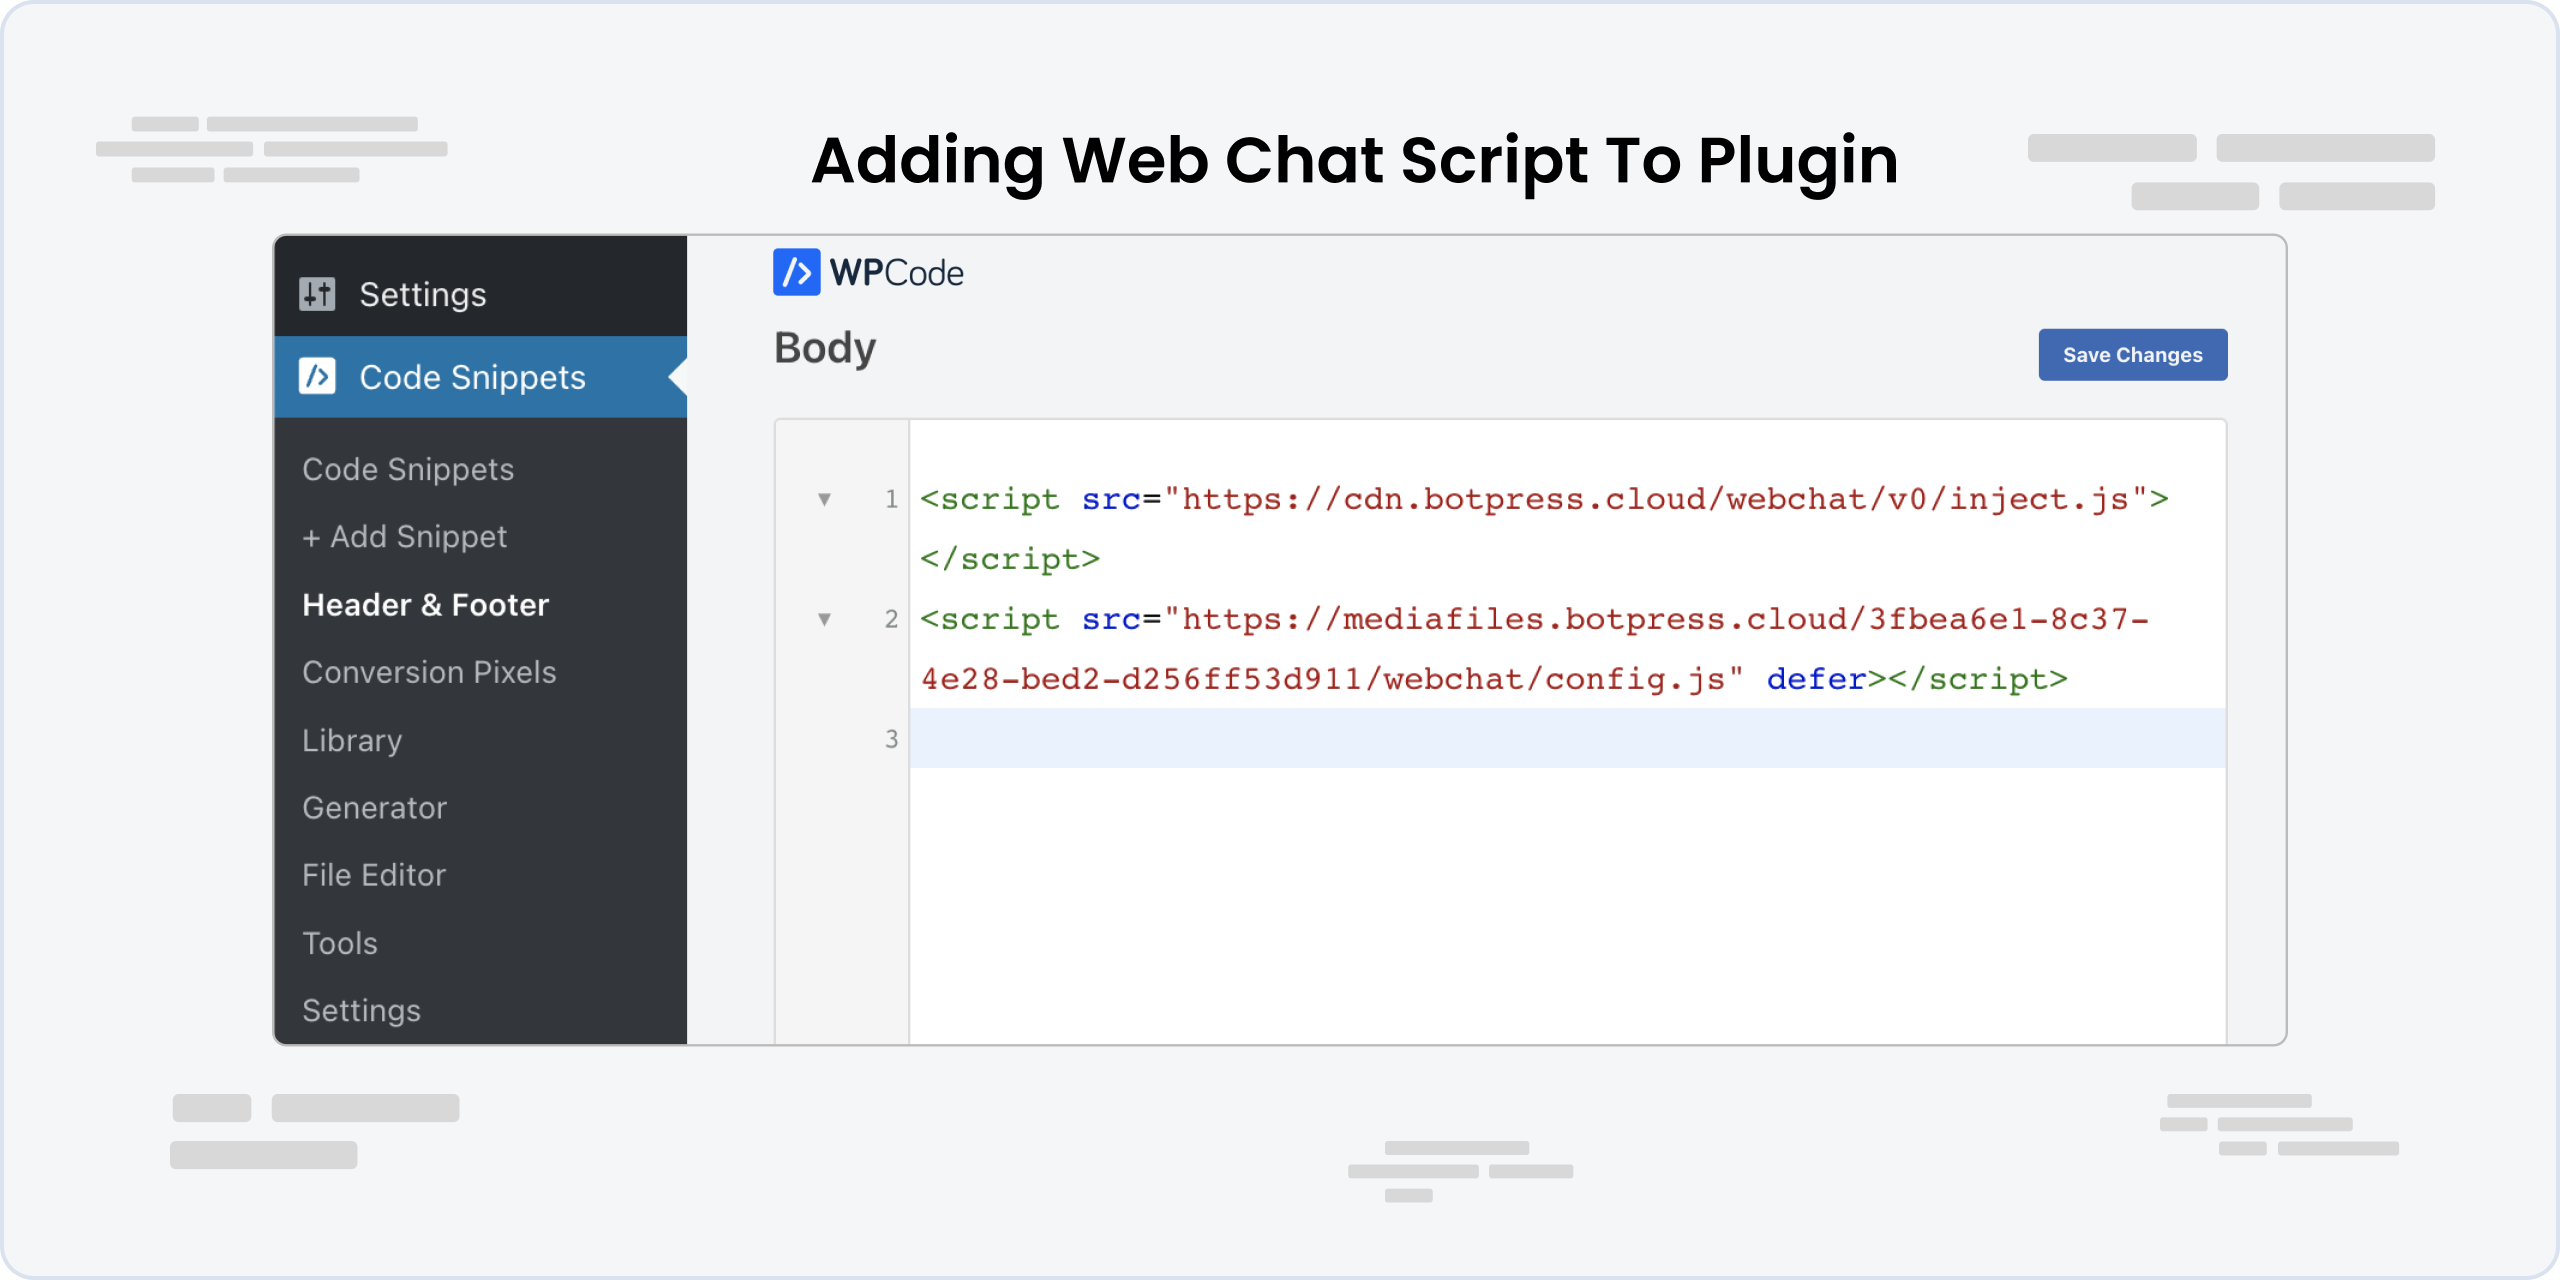 Adding Web Chat Script To Plugin
Settings
Code Snippets
Code Snippets
+ Add Snippet
Header & Footer
Conversion Pixels
Library
Generator
File Editor
Tools
Settings
WPCode
Body
Save Changes
1 <script src="https://cdn.botpress.cloud/webchat/v0/inject.js">
</script>
2 <script src="https://mediafiles.botpress.cloud/3fbea6e1-8c37-
4e28-bed2-d256ff53d911/webchat/config.js" defer></script>
3